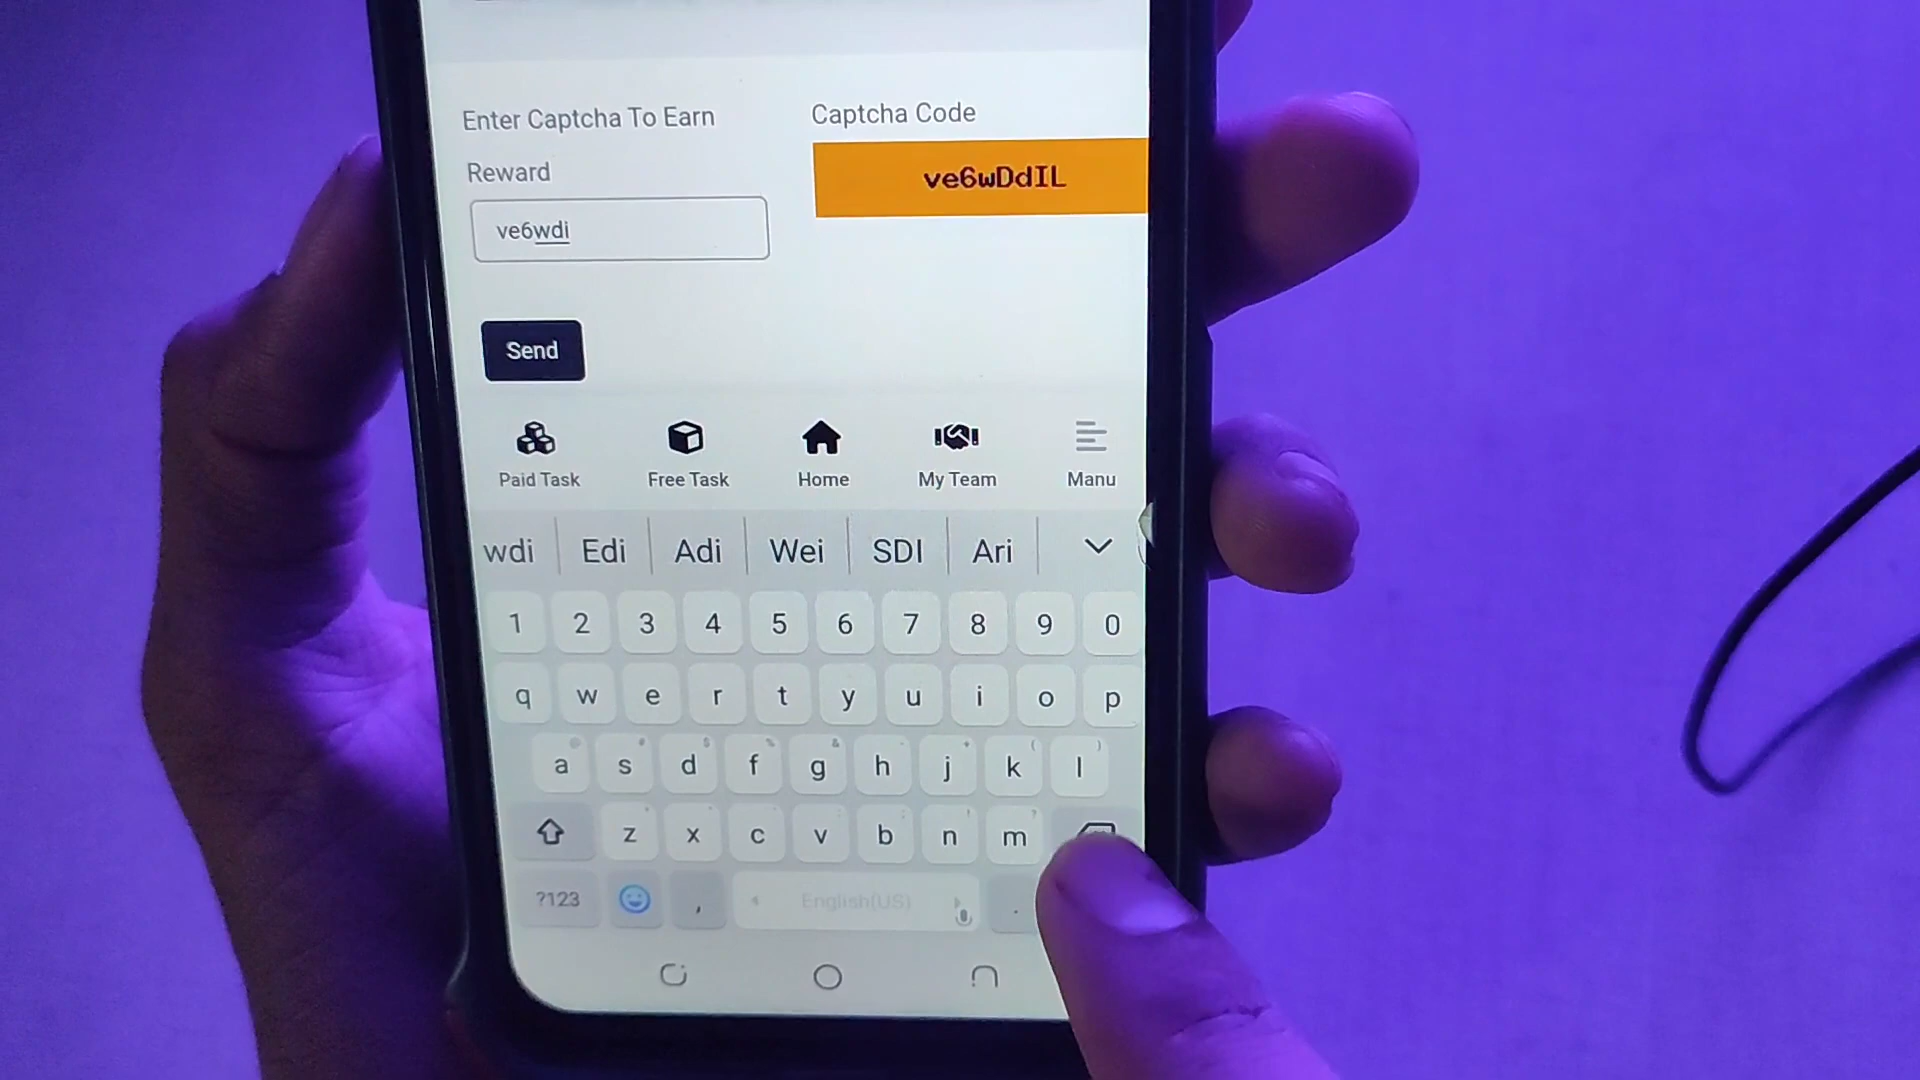 Enter Captcha To Earn
Reward
Captcha Code
ve6wDdIL
ve6wdi
Send
Paid Task
Free Task
Home
My Team
Manu
wdi Edi Adi Wei SDI Ari
1 2 3 4 5 6 7 8 9 0
q w e r t y u i o p
a s d f g h j k l
z x c v b n m
?123 , English(US) .